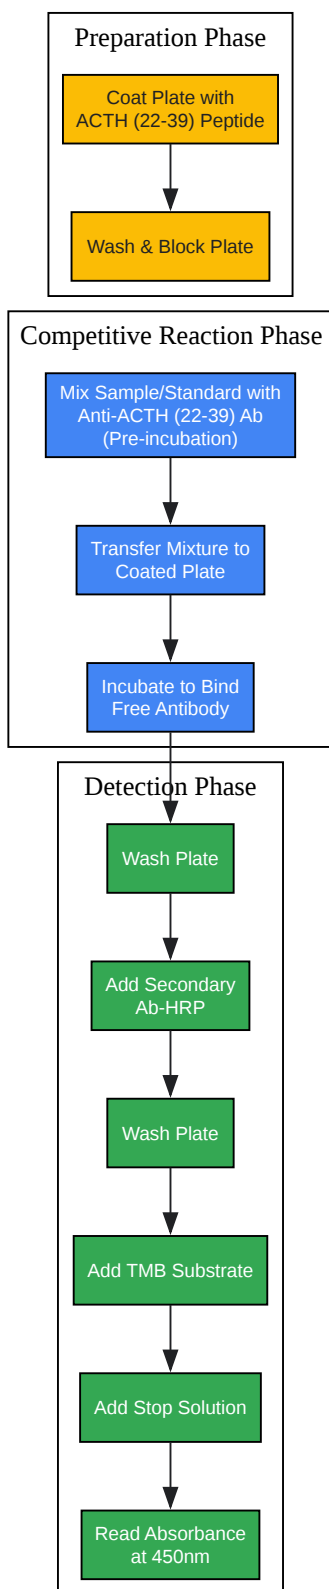 Preparation Phase
Coat Plate with
ACTH (22-39) Peptide
Wash & Block Plate
Competitive Reaction Phase
Mix Sample/Standard with
Anti-ACTH (22-39) Ab
(Pre-incubation)
Transfer Mixture to
Coated Plate
Incubate to Bind
Free Antibody
Detection Phase
Wash Plate
Add Secondary
Ab-HRP
Wash Plate
Add TMB Substrate
Add Stop Solution
Read Absorbance
at 450nm